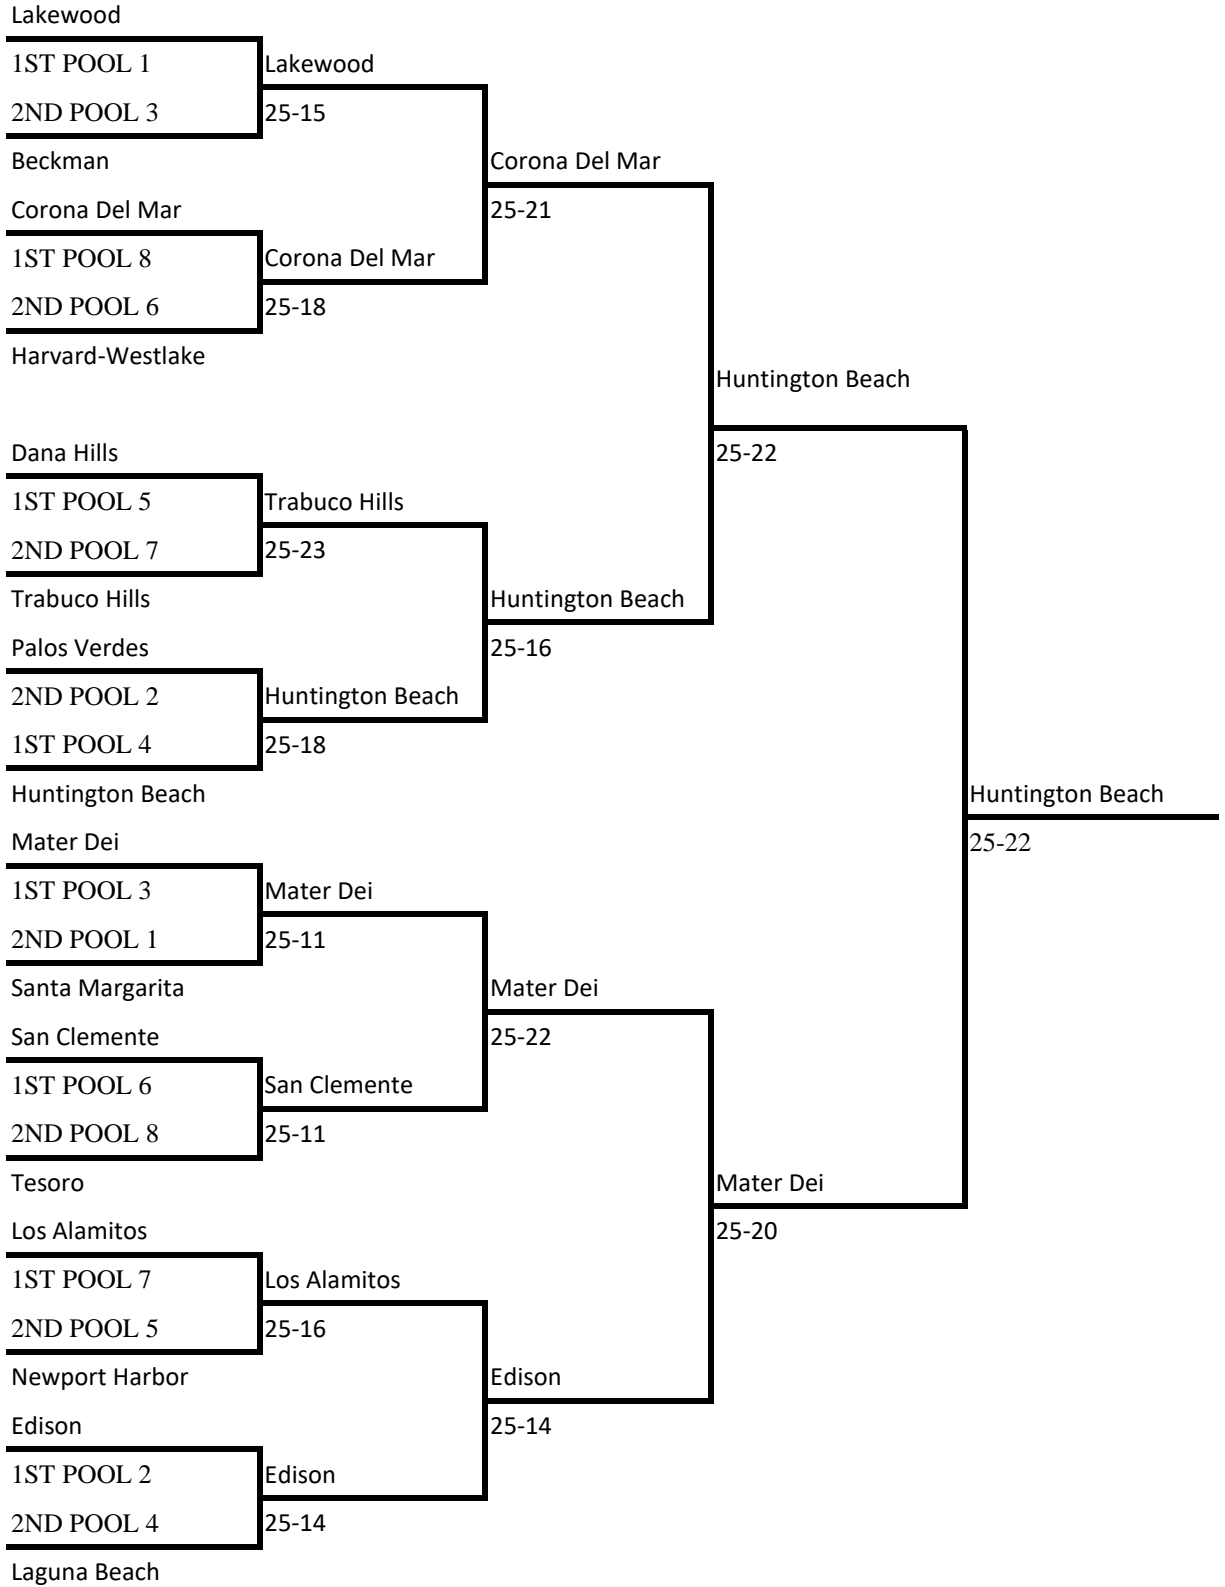 Lakewood
1ST POOL 1
Lakewood
2ND POOL 3
25-15
Beckman
Corona Del Mar
Corona Del Mar
25-21
1ST POOL 8
Corona Del Mar
2ND POOL 6
25-18
Harvard-Westlake
Huntington Beach
Dana Hills
25-22
1ST POOL 5
Trabuco Hills
2ND POOL 7
25-23
Trabuco Hills
Huntington Beach
Palos Verdes
25-16
2ND POOL 2
Huntington Beach
1ST POOL 4
25-18
Huntington Beach
Huntington Beach
Mater Dei
25-22
1ST POOL 3
Mater Dei
2ND POOL 1
25-11
Santa Margarita
Mater Dei
San Clemente
25-22
1ST POOL 6
San Clemente
2ND POOL 8
25-11
Tesoro
Mater Dei
Los Alamitos
25-20
1ST POOL 7
Los Alamitos
2ND POOL 5
25-16
Newport Harbor
Edison
Edison
25-14
1ST POOL 2
Edison
2ND POOL 4
25-14
Laguna Beach